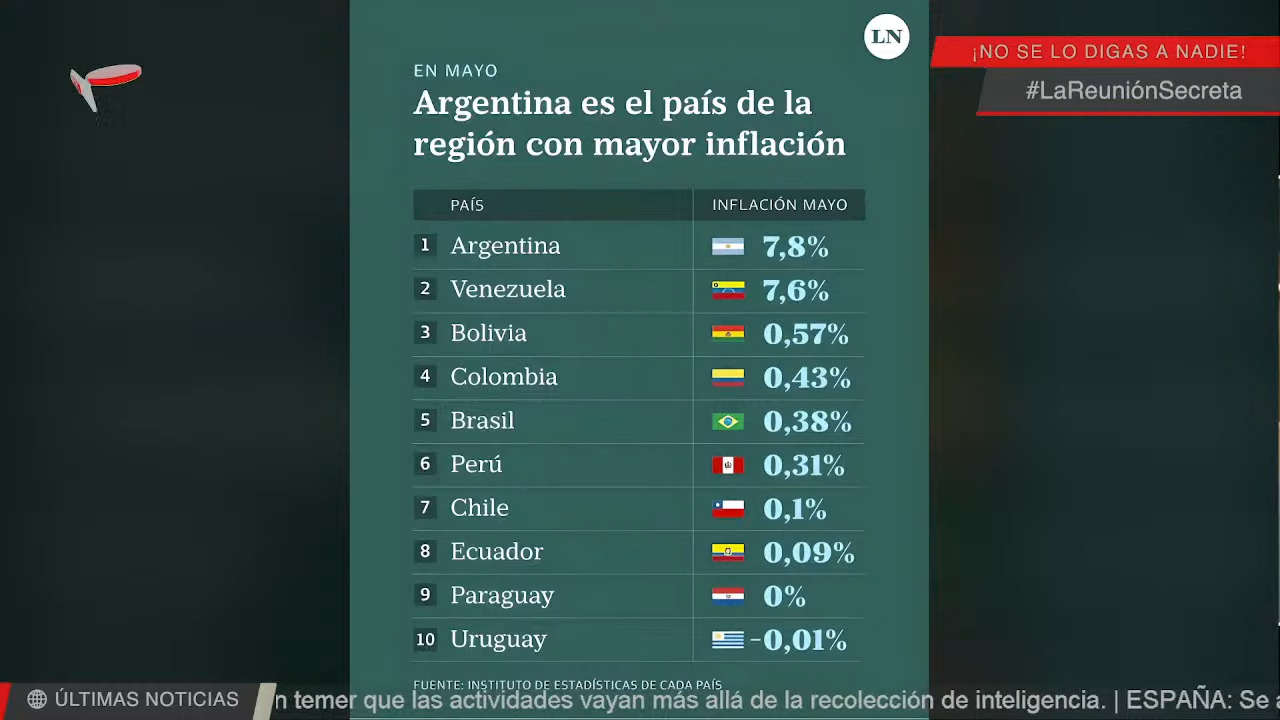 LN
¡NO SE LO DIGAS A NADIE!
#LaReuniónSecreta
EN MAYO
Argentina es el país de la
región con mayor inflación
PAÍS INFLACIÓN MAYO
1 Argentina 7,8%
2 Venezuela 7,6%
3 Bolivia 0,57%
4 Colombia 0,43%
5 Brasil 0,38%
6 Perú 0,31%
7 Chile 0,1%
8 Ecuador 0,09%
9 Paraguay 0%
10 Uruguay -0,01%
FUENTE: INSTITUTO DE ESTADÍSTICAS DE CADA PAÍS
ÚLTIMAS NOTICIAS n temer que las actividades vayan más allá de la recolección de inteligencia. | ESPAÑA: Se a